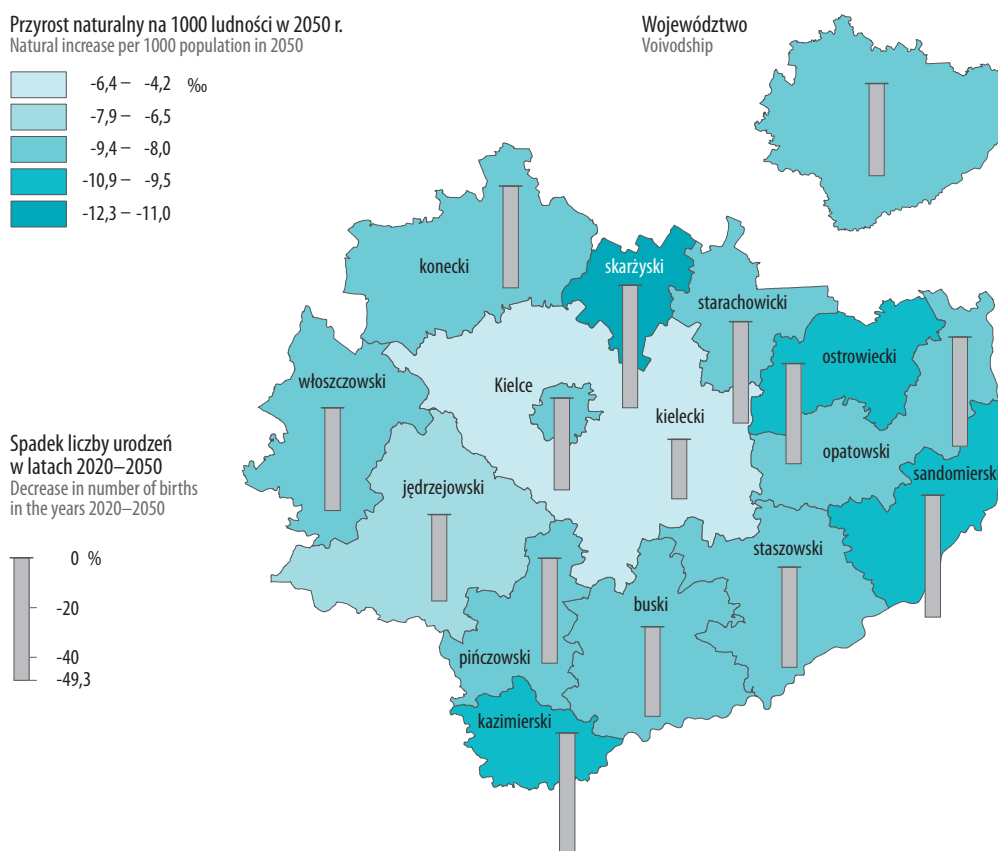 Przyrost naturalny na 1000 ludności w 2050 r.
Natural increase per 1000 population in 2050
-6,4 – -4,2 ‰
-7,9 – -6,5
-9,4 – -8,0
-10,9 – -9,5
-12,3 – -11,0
Województwo
Voivodship
konecki
skarżyski
starachowicki
ostrowiecki
włoszczowski
Kielce
kielecki
opatowski
sandomierski
jędrzejowski
staszowski
buski
pińczowski
kazimierski
Spadek liczby urodzeń
w latach 2020–2050
Decrease in number of births
in the years 2020–2050
0 %
-20
-40
-49,3